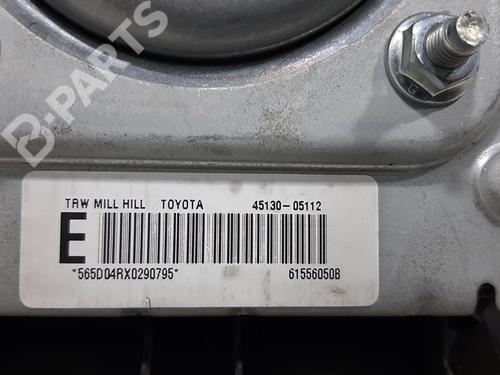 B-PARTS
G
TRW MILL HILL TOYOTA 45130-05112
E
*565D04RX0290795* 61556050B